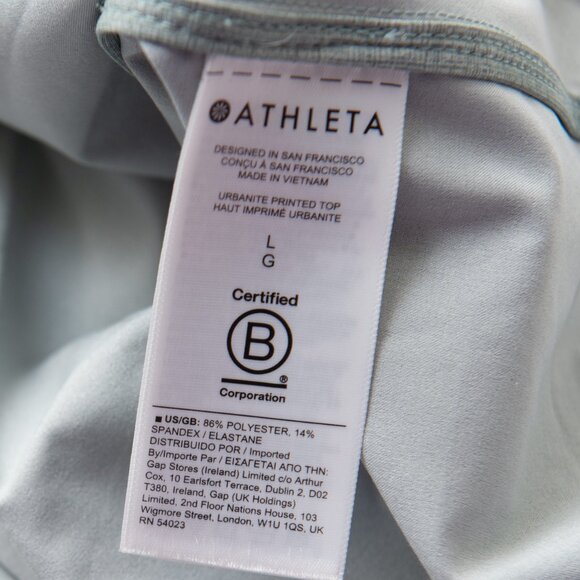 ATHLETA
DESIGNED IN SAN FRANCISCO
CONÇU À SAN FRANCISCO
MADE IN VIETNAM
URBANITE PRINTED TOP
HAUT IMPRIMÉ URBANITE
L
G
Certified
B
®
Corporation
■ US/GB: 86% POLYESTER, 14%
SPANDEX / ELASTANE
DISTRIBUIDO POR / Imported
By/Importe Par / ΕΙΣΑΓΕΤΑΙ ΑΠΟ ΤΗΝ:
Gap Stores (Ireland) Limited c/o Arthur
Cox, 10 Earlsfort Terrace, Dublin 2, D02
T380, Ireland, Gap (UK Holdings)
Limited, 2nd Floor Nations House, 103
Wigmore Street, London, W1U 1QS, UK
RN 54023